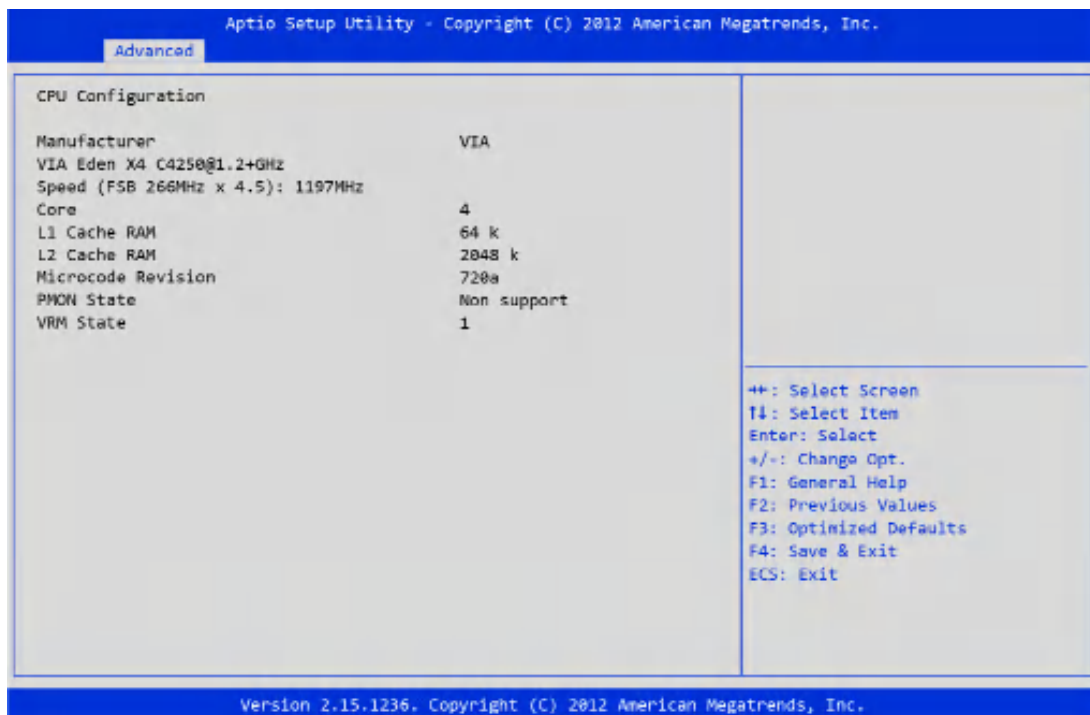 Aptio Setup Utility - Copyright (C) 2012 American Megatrends, Inc.
Advanced
CPU Configuration
Manufacturer VIA
VIA Eden X4 C4250@1.2+GHz
Speed (FSB 266MHz x 4.5): 1197MHz
Core 4
L1 Cache RAM 64 k
L2 Cache RAM 2048 k
Microcode Revision 720a
PMON State Non support
VRM State 1
→←: Select Screen
↑↓: Select Item
Enter: Select
+/-: Change Opt.
F1: General Help
F2: Previous Values
F3: Optimized Defaults
F4: Save & Exit
ECS: Exit
Version 2.15.1236. Copyright (C) 2012 American Megatrends, Inc.